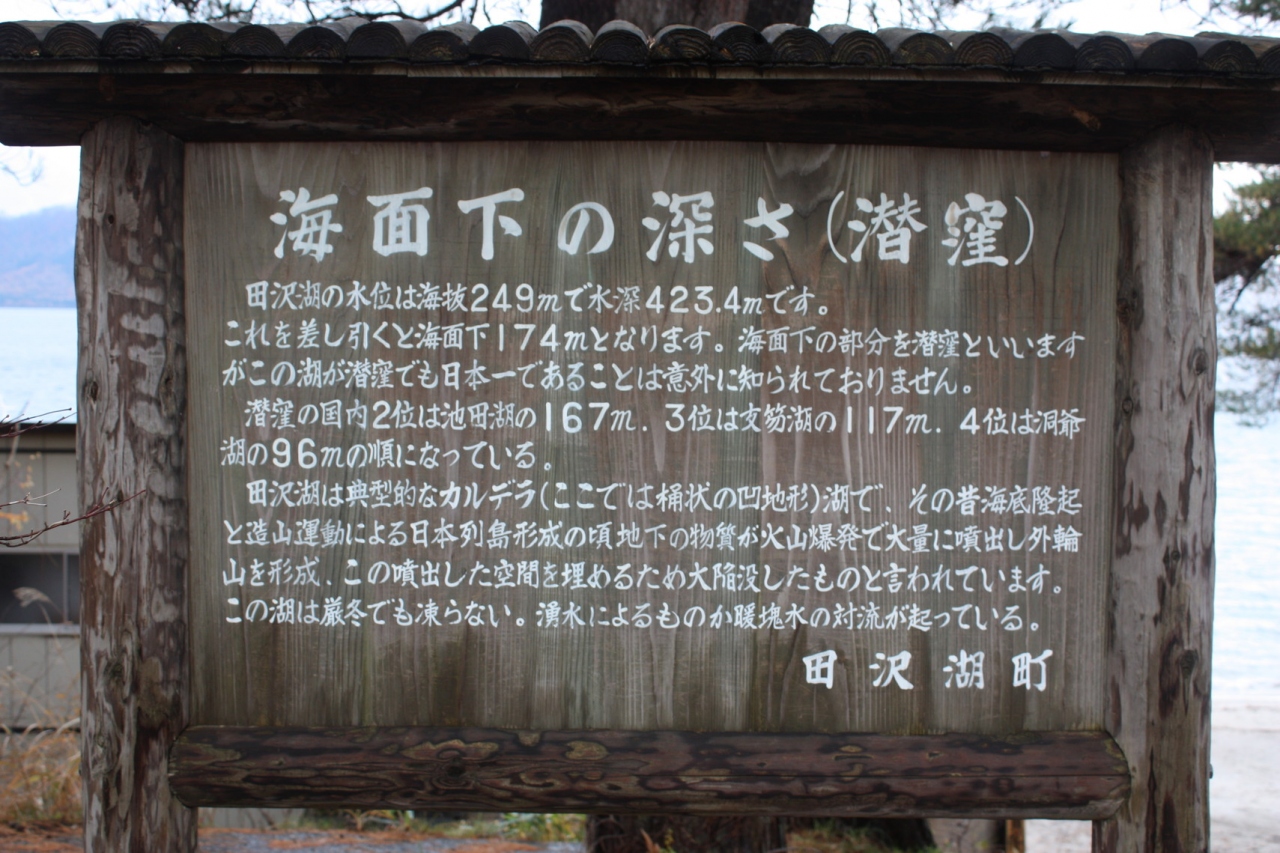 海面下の深さ(潜窪)
田沢湖の水位は海抜249mで水深423.4mです。
これを差し引くと海面下174mとなります。海面下の部分を潜窪といいます
がこの湖が潜窪でも日本一であることは意外に知られておりません。
潜窪の国内2位は池田湖の167m.3位は支笏湖の117m.4位は洞爺
湖の96mの順になっている。
田沢湖は典型的なカルデラ(ここでは桶状の凹地形)湖で、その昔海底隆起
と造山運動による日本列島形成の頃地下の物質が火山爆発で大量に噴出し外輪
山を形成、この噴出した空間を埋めるため大陥没したものと言われています。
この湖は厳冬でも凍らない。湧水によるものか暖塊水の対流が起っている。
田沢湖町